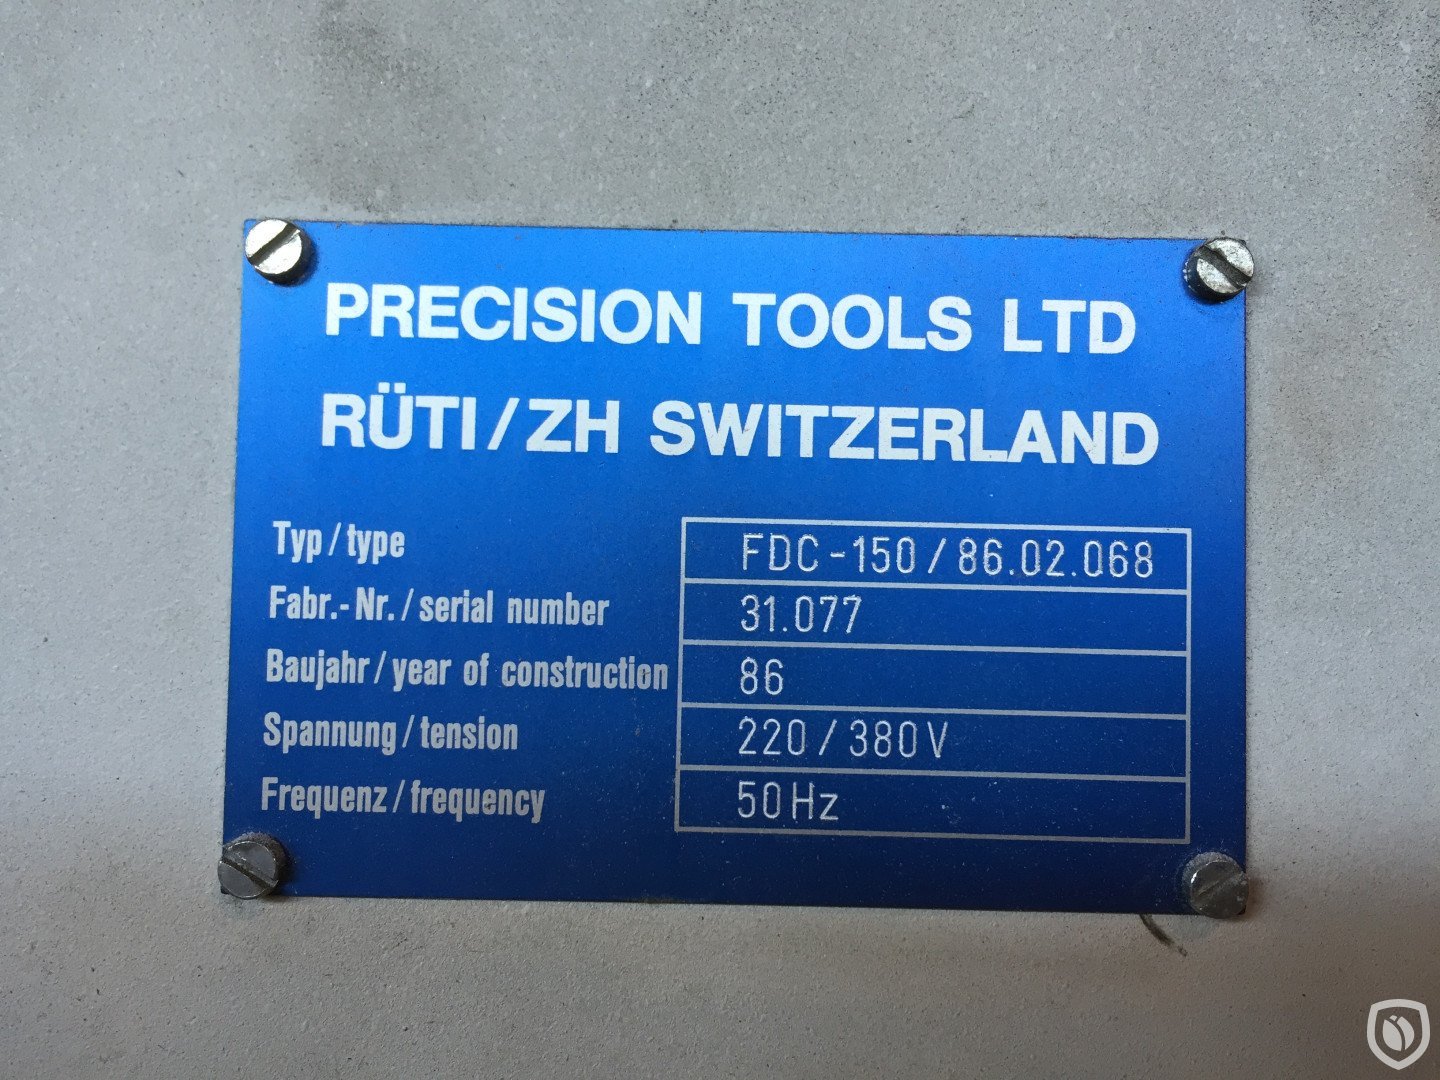 PRECISION TOOLS LTD
RÜTI/ZH SWITZERLAND
Typ/type FDC-150/86.02.068
Fabr.-Nr./serial number 31.077
Baujahr/year of construction 86
Spannung/tension 220/380V
Frequenz/frequency 50Hz